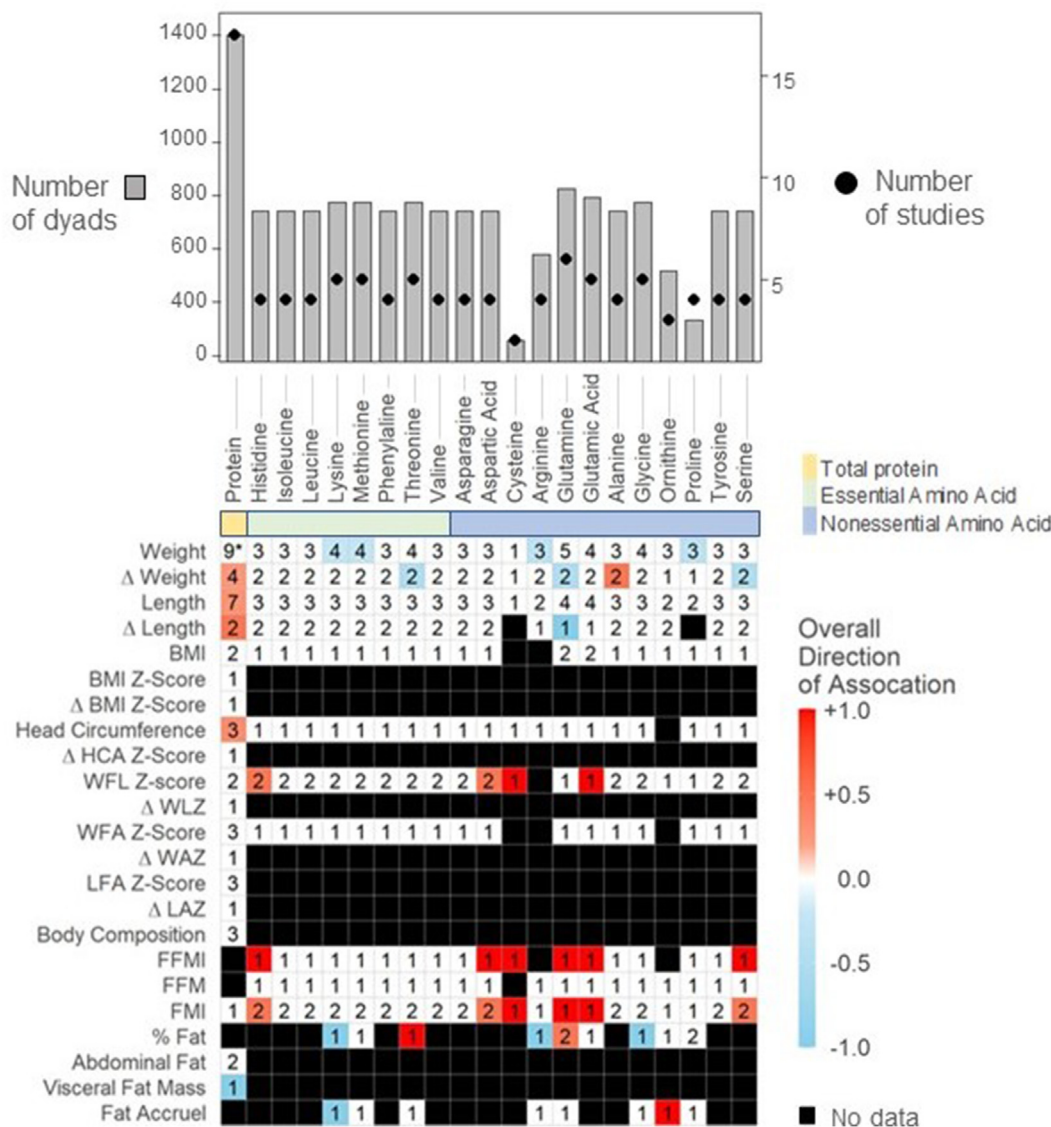 1400
1200
1000
800
600
400
0
15
10
5
Number
of dyads
Number
of studies
Protein
Histidine
Isoleucine
Leucine
Lysine
Methionine
Phenylaline
Threonine
Valine
Asparagine
Aspartic Acid
Cysteine
Arginine
Glutamine
Glutamic Acid
Alanine
Glycine
Ornithine
Proline
Tyrosine
Serine
Total protein
Essential Amino Acid
Nonessential Amino Acid
Weight 9* 3 3 3 4 4 3 4 3 3 3 1 3 5 4 3 4 3 3 3 3
Δ Weight 4 2 2 2 2 2 2 2 2 2 2 1 2 2 2 2 2 1 1 2 2
Length 7 3 3 3 3 3 3 3 3 3 3 1 2 4 4 3 3 2 2 3 3
Δ Length 2 2 2 2 2 2 2 2 2 2 2 1 1 1 2 2 2 2 2
BMI 2 1 1 1 1 1 1 1 1 1 1 2 2 1 1 1 1 1 1
BMI Z-Score 1
Δ BMI Z-Score 1
Head Circumference 3 1 1 1 1 1 1 1 1 1 1 1 1 1 1 1 1 1 1 1
Δ HCA Z-Score 1
WFL Z-score 2 2 2 2 2 2 2 2 2 2 2 1 1 1 2 2 1 1 2 2
Δ WLZ 1
WFA Z-Score 3 1 1 1 1 1 1 1 1 1 1 1 1 1 1 1 1 1
Δ WAZ 1
LFA Z-Score 3
Δ LAZ 1
Body Composition 3
FFMI 1 1 1 1 1 1 1 1 1 1 1 1 1 1 1 1 1 1
FFM 1 1 1 1 1 1 1 1 1 1 1 1 1 1 1 1 1 1 1
FMI 1 2 2 2 2 2 2 2 2 2 2 1 1 1 1 2 2 1 1 2 2
% Fat 1 1 1 1 2 1 1 1 2
Abdominal Fat 2
Visceral Fat Mass 1
Fat Accruel 1 1 1 1 1 1 1 1
Overall
Direction
of Assocation
+1.0
+0.5
0.0
-0.5
-1.0
No data